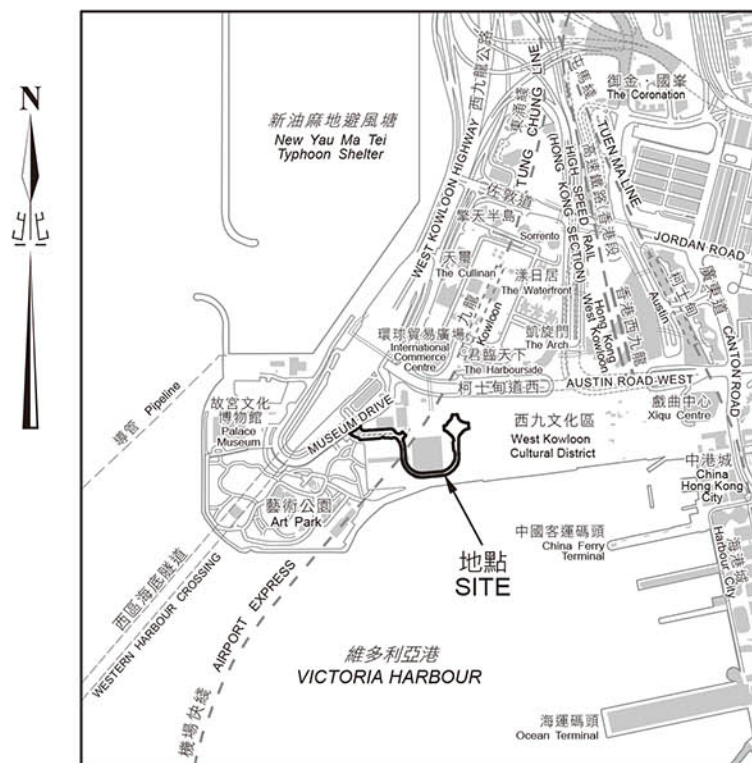 N
新油麻地避風塘
New Yau Ma Tei
Typhoon Shelter
WEST KOWLOON HIGHWAY 西九龍公路
東涌綫
TUNG CHUNG LINE
屯馬綫
TUEN MA LINE
高速鐵路(香港段)
HIGH SPEED RAIL
(HONG KONG SECTION)
御金·國峯
The Coronation
佐敦道
JORDAN ROAD
擎天半島
Sorrento
天璽
The Cullinan
漾日居
The Waterfront
九龍
Kowloon
香港西九龍
Hong Kong
West Kowloon
柯士甸
Austin
廣東道
CANTON ROAD
環球貿易廣場
International
Commerce
Centre
凱旋門
The Arch
君臨天下
The Harbourside
柯士甸道西
AUSTIN ROAD WEST
導管 Pipeline
故宮文化
博物館
Palace
Museum
MUSEUM DRIVE
西九文化區
West Kowloon
Cultural District
戲曲中心
Xiqu Centre
中港城
China
Hong Kong
City
藝術公園
Art Park
地點
SITE
中國客運碼頭
China Ferry
Terminal
海港城
Harbour City
西區海底隧道
WESTERN HARBOUR CROSSING
機場快綫
AIRPORT EXPRESS
維多利亞港
VICTORIA HARBOUR
海運碼頭
Ocean Terminal